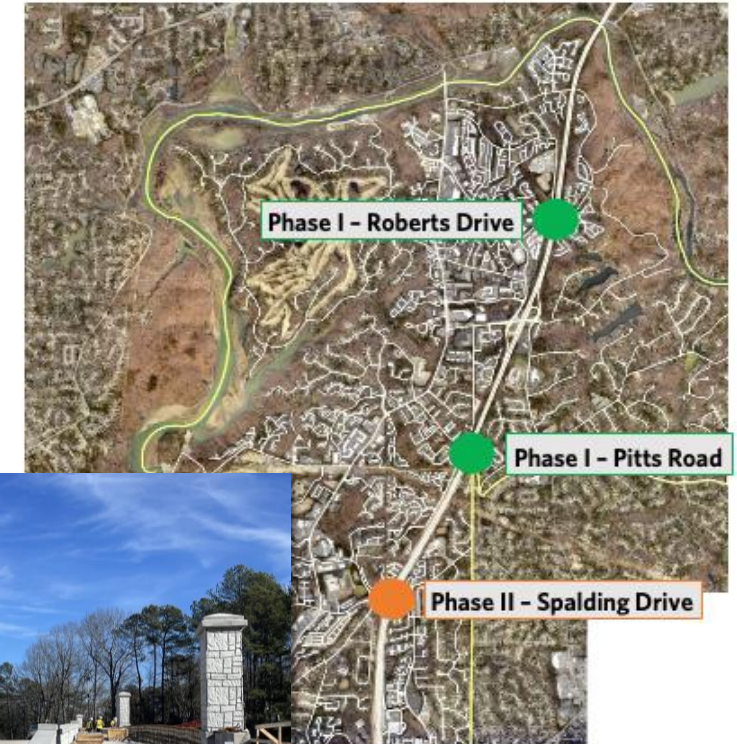 Phase I – Roberts Drive
Phase I – Pitts Road
Phase II – Spalding Drive